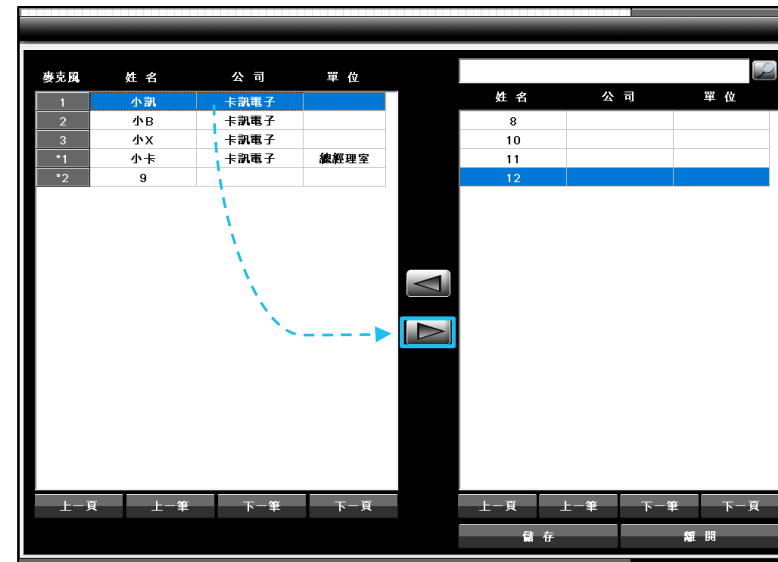 麥克風 姓名 公司 單位
1 小訊 卡訊電子
2 小B 卡訊電子
3 小X 卡訊電子
*1 小卡 卡訊電子 總經理室
*2 9
上一頁 上一筆 下一筆 下一頁
姓名 公司 單位
8
10
11
12
上一頁 上一筆 下一筆 下一頁
儲存 離開